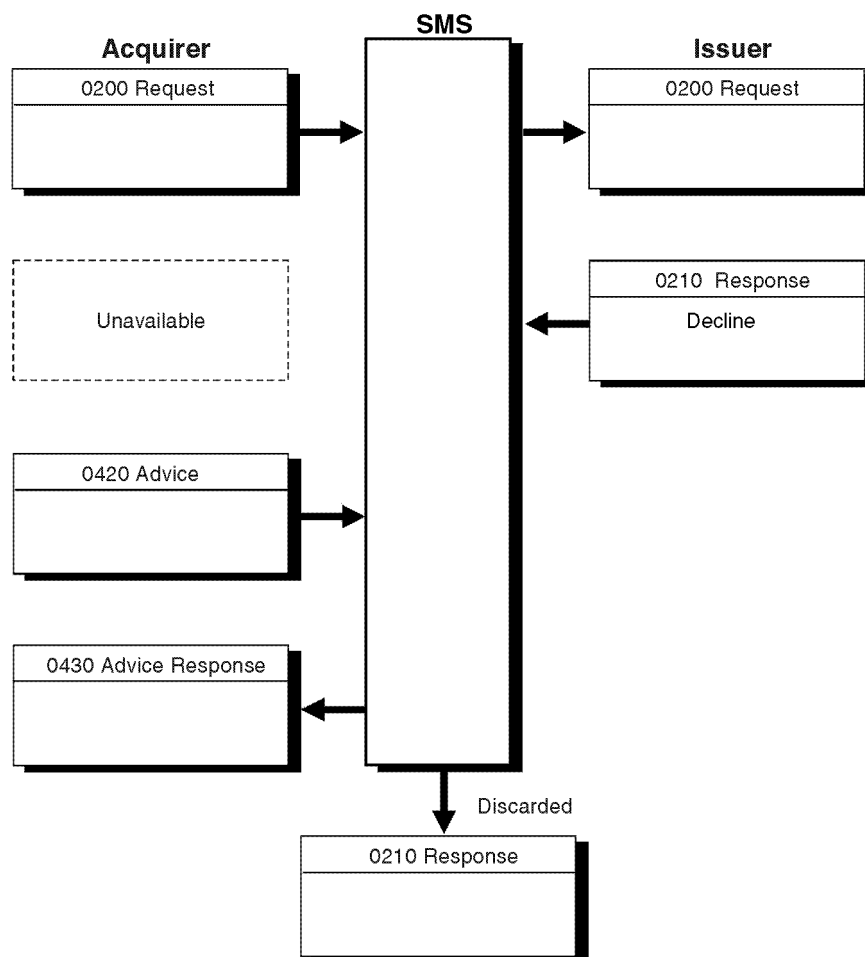 SMS
Acquirer
Issuer
0200 Request
0200 Request
0210 Response
Unavailable
Decline
0420 Advice
0430 Advice Response
Discarded
0210 Response